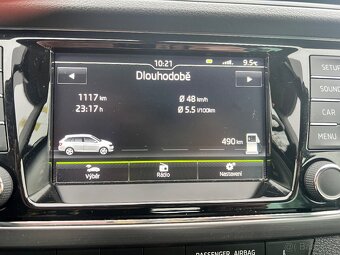 10:21
9.5°C
Dlouhodobě
SETUP
SOUND
CAR
MENU
1117 km
Ø 48 km/h
23:17 h
Ø 5.5 l/100km
490 km
Výběr
Rádio
Nastavení
PASSENGER AIRBAG